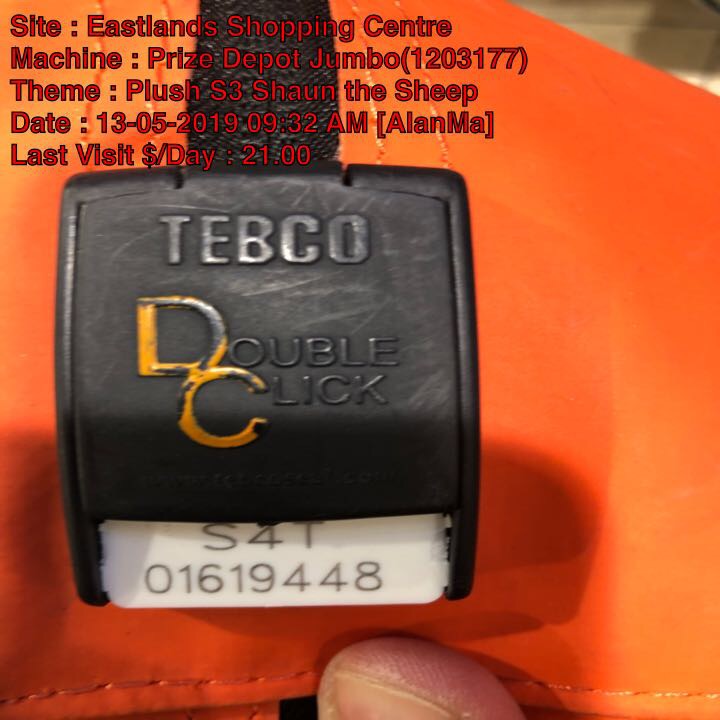 Site : Eastlands Shopping Centre
Machine : Prize Depot Jumbo(1203177)
Theme : Plush S3 Shaun the Sheep
Date : 13-05-2019 09:32 AM [AlanMa]
Last Visit $/Day : 21.00
TEBCO
DOUBLE
CLICK
S4T
01619448